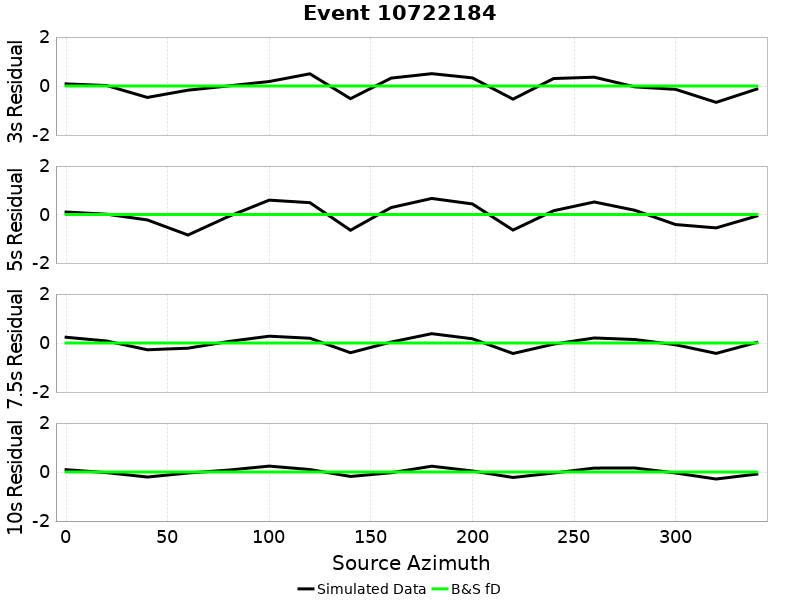 Event 10722184
3s Residual
2
0
-2
5s Residual
2
0
-2
7.5s Residual
2
0
-2
10s Residual
2
0
-2
0 50 100 150 200 250 300
Source Azimuth
Simulated Data B&S fD